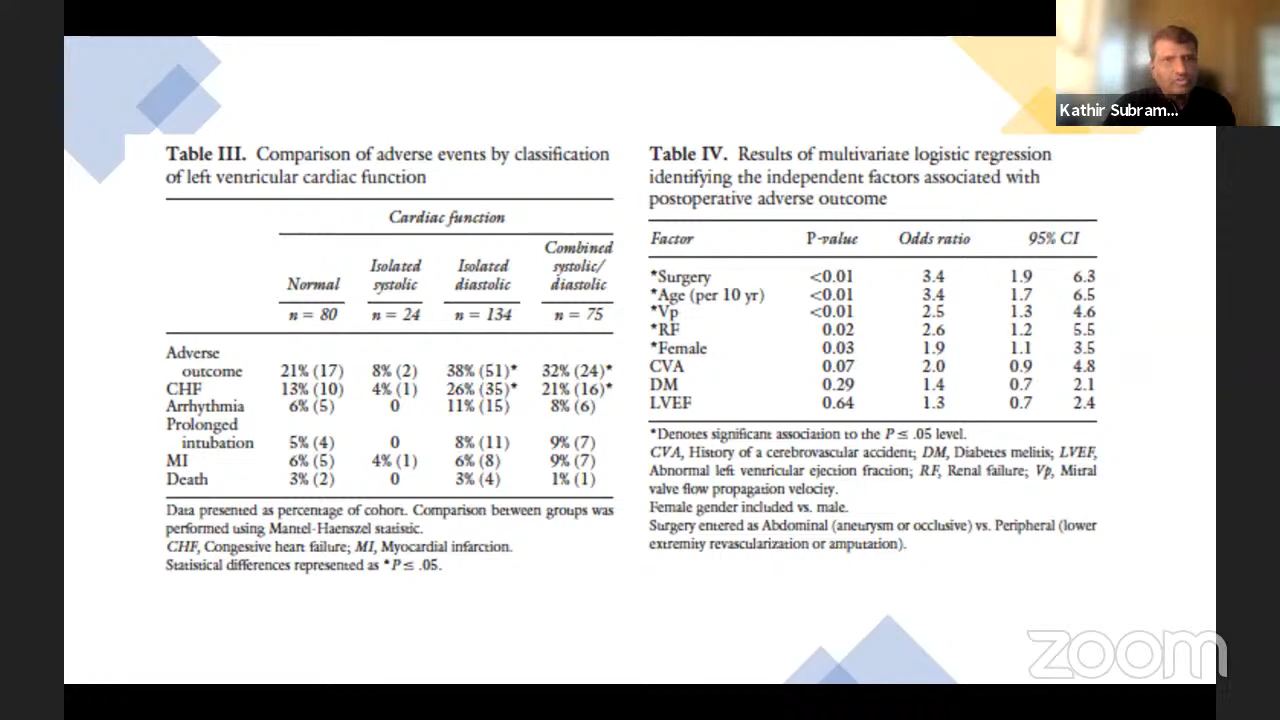 Kathir Subram...
Table III. Comparison of adverse events by classification
of left ventricular cardiac function
Cardiac function
Normal Isolated systolic Isolated diastolic Combined systolic/ diastolic
n = 80 n = 24 n = 134 n = 75
Adverse
outcome 21% (17) 8% (2) 38% (51)* 32% (24)*
CHF 13% (10) 4% (1) 26% (35)* 21% (16)*
Arrhythmia 6% (5) 0 11% (15) 8% (6)
Prolonged
intubation 5% (4) 0 8% (11) 9% (7)
MI 6% (5) 4% (1) 6% (8) 9% (7)
Death 3% (2) 0 3% (4) 1% (1)
Data presented as percentage of cohort. Comparison between groups was
performed using Mantel-Haenszel statistic.
CHF, Congestive heart failure; MI, Myocardial infarction.
Statistical differences represented as *P ≤ .05.
Table IV. Results of multivariate logistic regression
identifying the independent factors associated with
postoperative adverse outcome
Factor P-value Odds ratio 95% CI
*Surgery <0.01 3.4 1.9 6.3
*Age (per 10 yr) <0.01 3.4 1.7 6.5
*Vp <0.01 2.5 1.3 4.6
*RF 0.02 2.6 1.2 5.5
*Female 0.03 1.9 1.1 3.5
CVA 0.07 2.0 0.9 4.8
DM 0.29 1.4 0.7 2.1
LVEF 0.64 1.3 0.7 2.4
*Denotes significant association to the P ≤ .05 level.
CVA, History of a cerebrovascular accident; DM, Diabetes melitis; LVEF,
Abnormal left ventricular ejection fraction; RF, Renal failure; Vp, Mitral
valve flow propagation velocity.
Female gender included vs. male.
Surgery entered as Abdominal (aneurysm or occlusive) vs. Peripheral (lower
extremity revascularization or amputation).
zoom